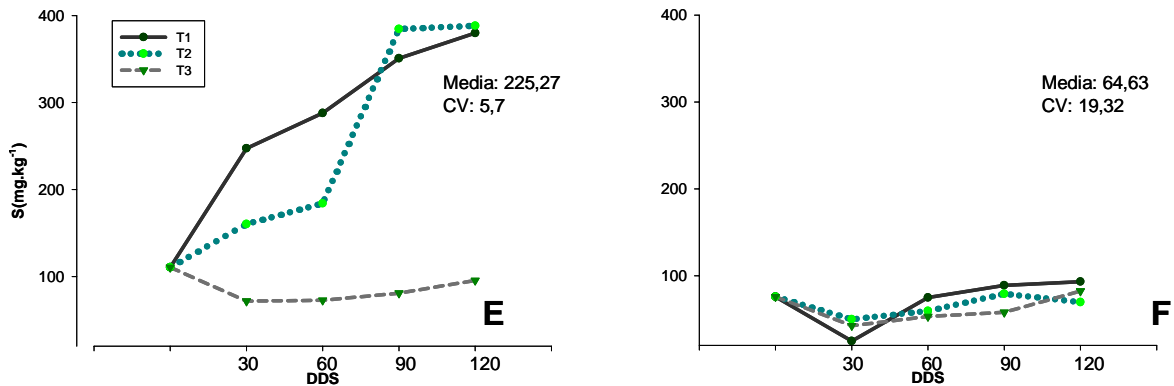 400
300
200
100
S(mg.kg⁻¹)
T1
T2
T3
Media: 225,27
CV: 5,7
E
30 60 90 120
DDS
400
300
200
100
Media: 64,63
CV: 19,32
F
30 60 90 120
DDS